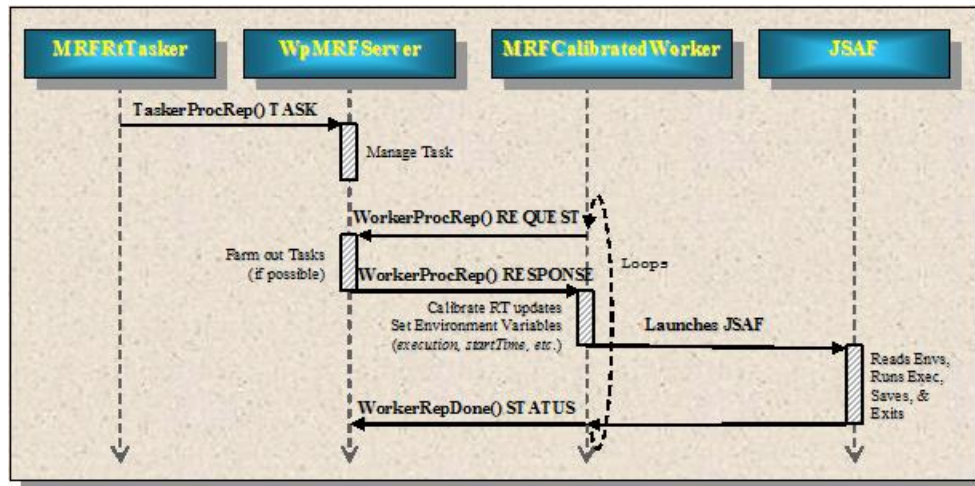 MRFRtTasker
WpMRFServer
MRFCalibratedWorker
JSAF
TaskerProcRep() TASK
Manage Task
WorkerProcRep() REQUEST
Farm out Tasks
(if possible)
Loops
WorkerProcRep() RESPONSE
Calibrate RT updates
Set Environment Variables
(execution, startTime, etc.)
Launches JSAF
Reads Envs,
Runs Exec,
Saves, &
Exits
WorkerRepDone() STATUS